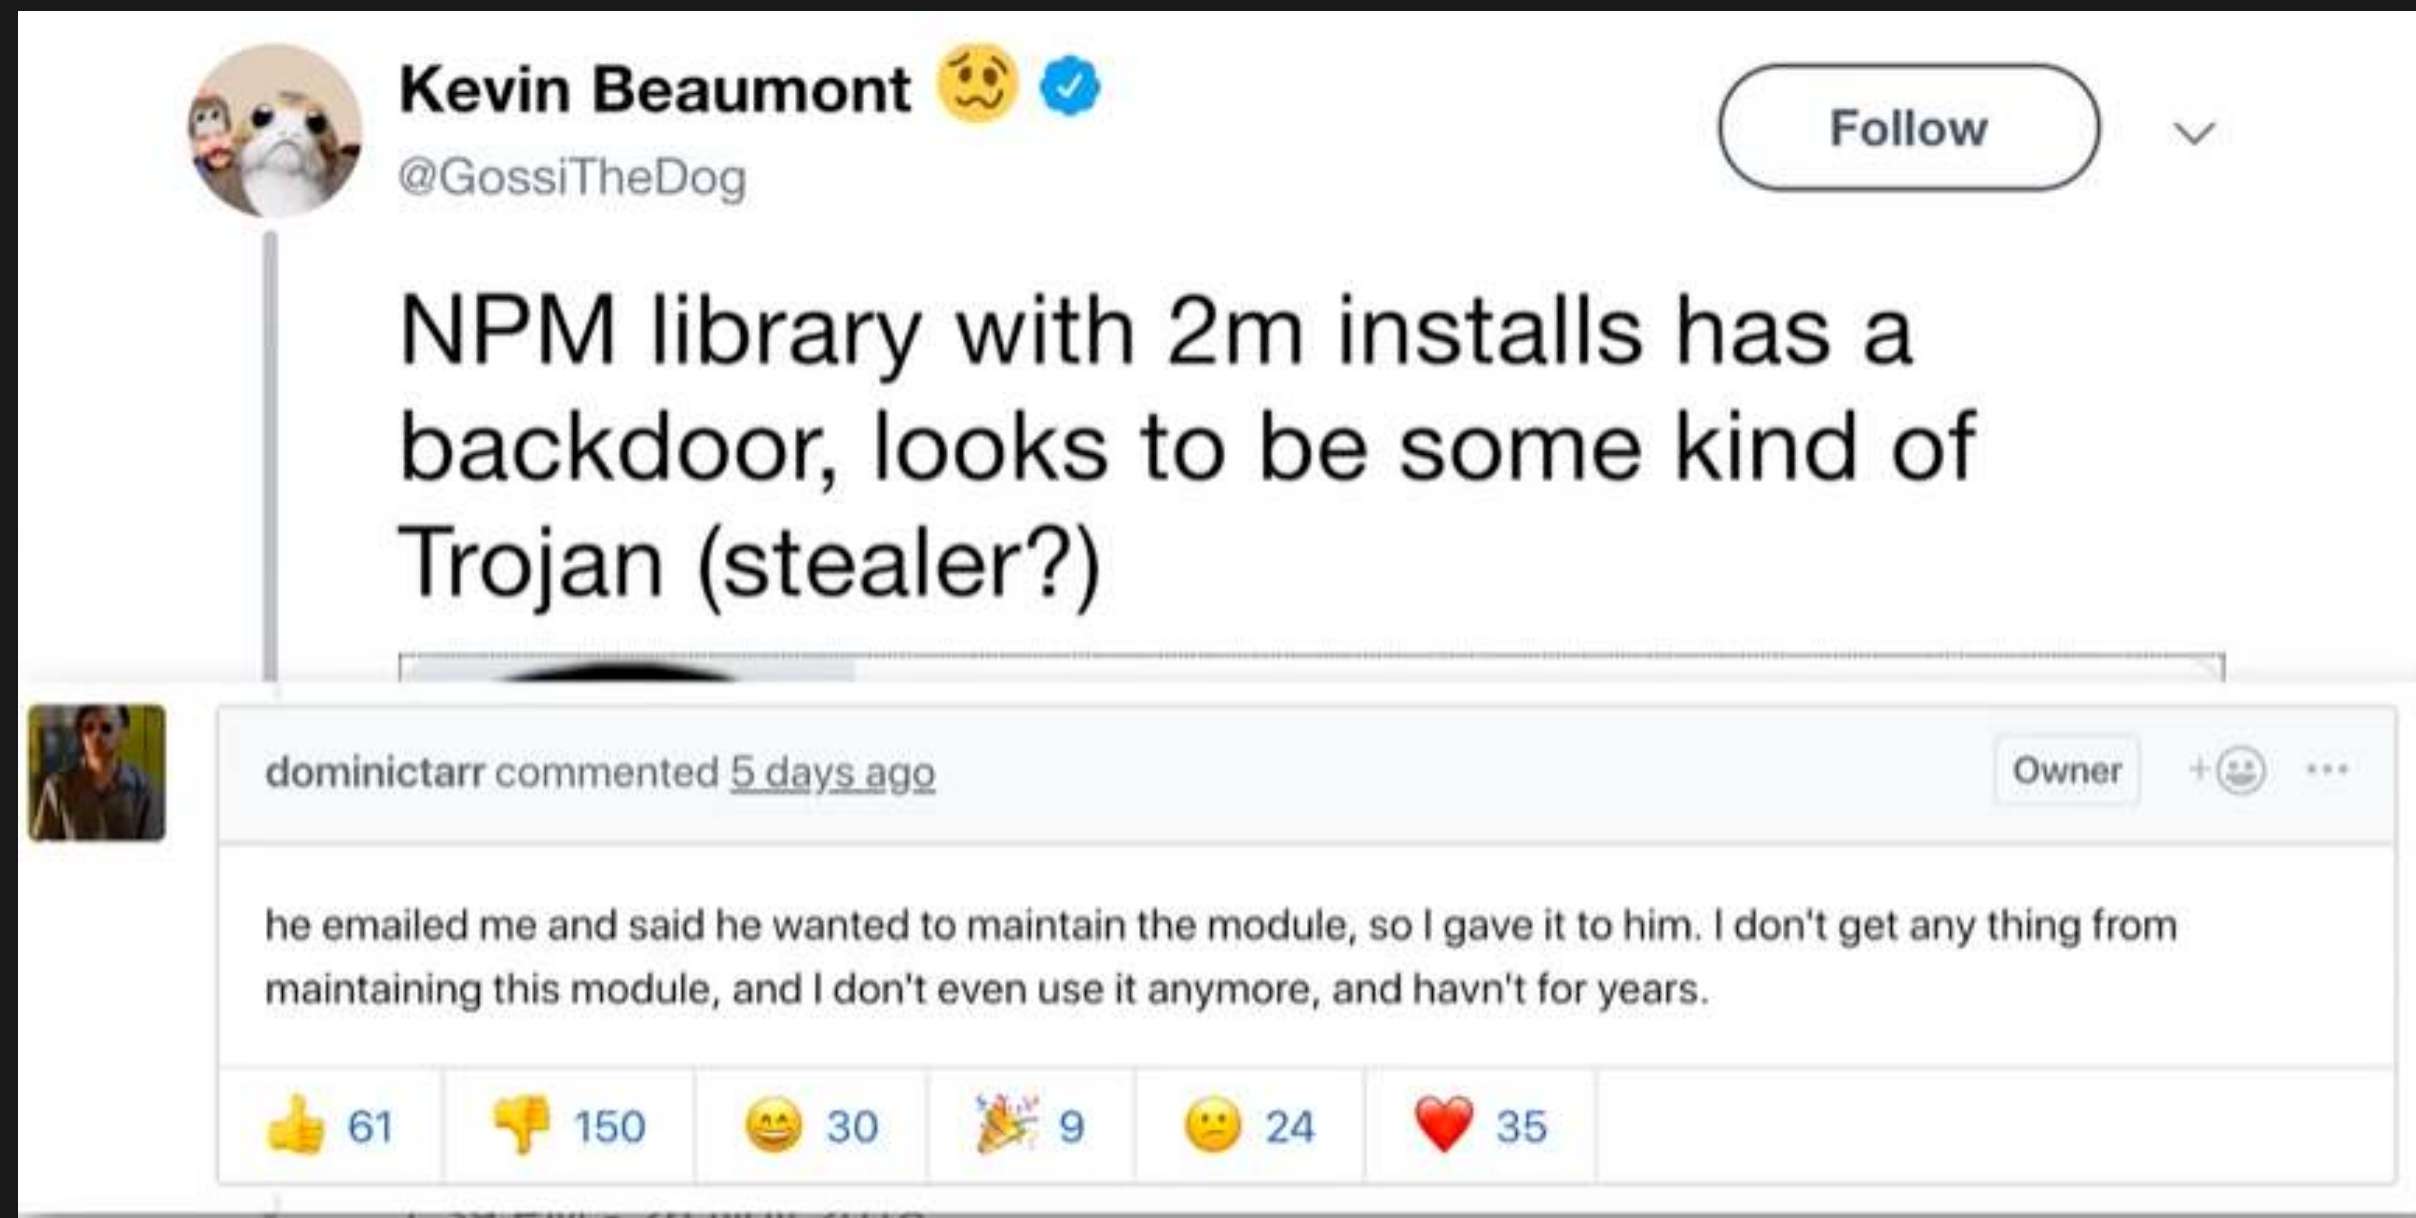 Kevin Beaumont
@GossiTheDog
Follow
NPM library with 2m installs has a
backdoor, looks to be some kind of
Trojan (stealer?)
dominictarr commented 5 days ago
Owner
he emailed me and said he wanted to maintain the module, so I gave it to him. I don't get any thing from
maintaining this module, and I don't even use it anymore, and havn't for years.
61 150 30 9 24 35